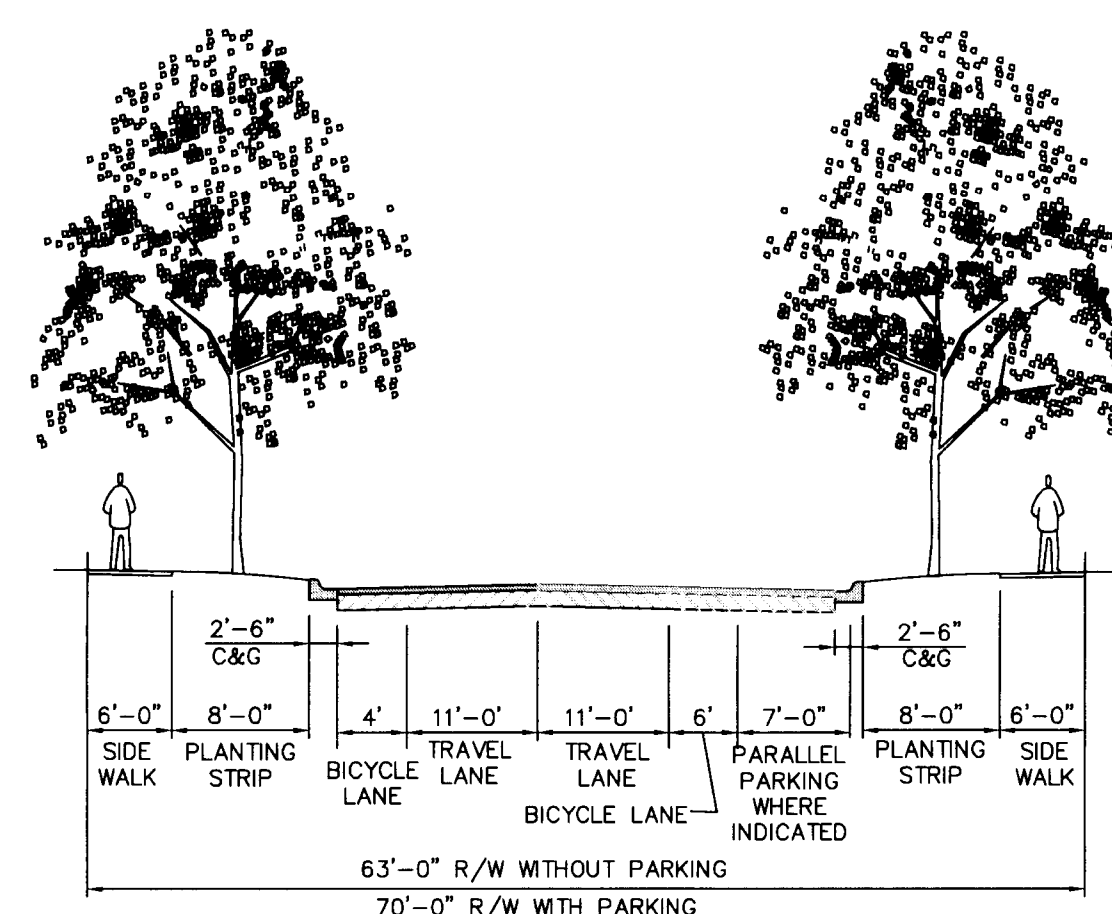 2'-6"
C&G
2'-6"
C&G
6'-0"
SIDE
WALK
8'-0"
PLANTING
STRIP
4'
BICYCLE
LANE
11'-0'
TRAVEL
LANE
11'-0'
TRAVEL
LANE
6'
BICYCLE LANE
7'-0"
PARALLEL
PARKING
WHERE
INDICATED
8'-0"
PLANTING
STRIP
6'-0"
SIDE
WALK
63'-0" R/W WITHOUT PARKING
70'-0" R/W WITH PARKING